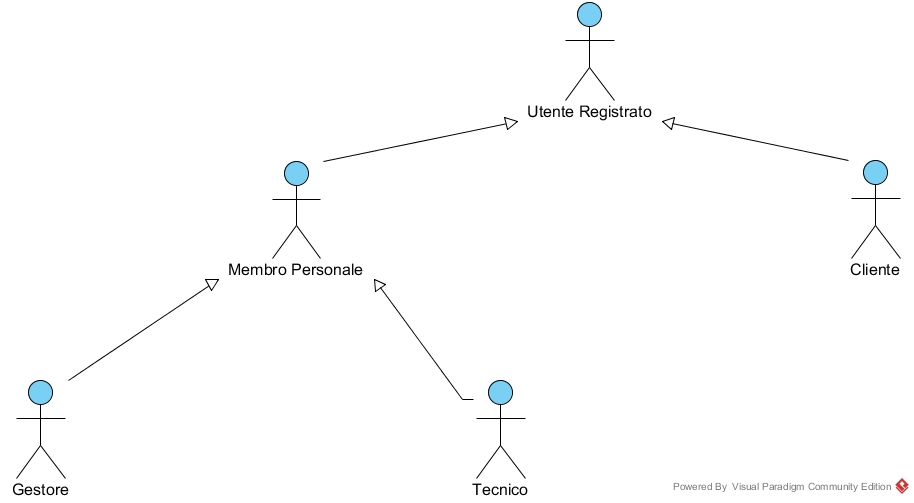 Utente Registrato
Membro Personale
Cliente
Gestore
Tecnico
Powered By Visual Paradigm Community Edition